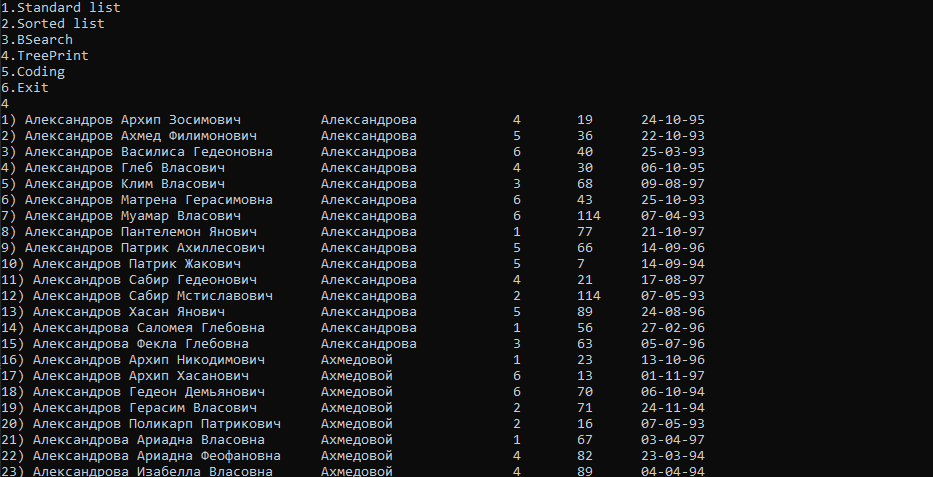 1.Standard list
2.Sorted list
3.BSearch
4.TreePrint
5.Coding
6.Exit
4
1) Александров Архип Зосимович Александрова 4 19 24-10-95
2) Александров Ахмед Филимонович Александрова 5 36 22-10-93
3) Александров Василиса Гедеоновна Александрова 6 40 25-03-93
4) Александров Глеб Власович Александрова 4 30 06-10-95
5) Александров Клим Власович Александрова 3 68 09-08-97
6) Александров Матрена Герасимовна Александрова 6 43 25-10-93
7) Александров Муамар Власович Александрова 6 114 07-04-93
8) Александров Пантелемон Янович Александрова 1 77 21-10-97
9) Александров Патрик Ахиллесович Александрова 5 66 14-09-96
10) Александров Патрик Жакович Александрова 5 7 14-09-94
11) Александров Сабир Гедеонович Александрова 4 21 17-08-97
12) Александров Сабир Мстиславович Александрова 2 114 07-05-93
13) Александров Хасан Янович Александрова 5 89 24-08-96
14) Александрова Саломея Глебовна Александрова 1 56 27-02-96
15) Александрова Фекла Глебовна Александрова 3 63 05-07-96
16) Александров Архип Никодимович Ахмедовой 1 23 13-10-96
17) Александров Архип Хасанович Ахмедовой 6 13 01-11-97
18) Александров Гедеон Демьянович Ахмедовой 6 70 06-10-94
19) Александров Герасим Власович Ахмедовой 2 71 24-11-94
20) Александров Поликарп Патрикович Ахмедовой 2 16 07-05-93
21) Александрова Ариадна Власовна Ахмедовой 1 67 03-04-97
22) Александрова Ариадна Феофановна Ахмедовой 4 82 23-03-94
23) Александрова Изабелла Власовна Ахмедовой 4 89 04-04-94